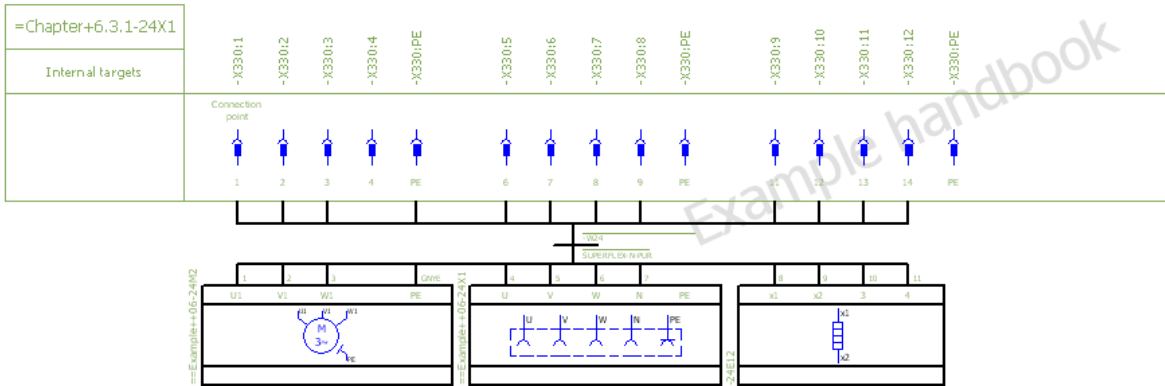 =Chapter+6.3.1-24X1
Internal targets
-X330:1 -X330:2 -X330:3 -X330:4 -X330:PE -X330:5 -X330:6 -X330:7 -X330:8 -X330:PE -X330:9 -X330:10 -X330:11 -X330:12 -X330:PE
Connection
point
1 2 3 4 PE 6 7 8 9 PE 11 12 13 14 PE
Example handbook
-W24
SUPERFLEX-N-PUR
1 2 3 GNYE 4 5 6 7 8 9 10 11
==Example++06-24M2
U1 V1 W1 PE
==Example++06-24X1
U V W N PE
-24E12
x1 x2 3 4
U1 V1 W1
M
3~
PE
U V W N PE
x1
x2